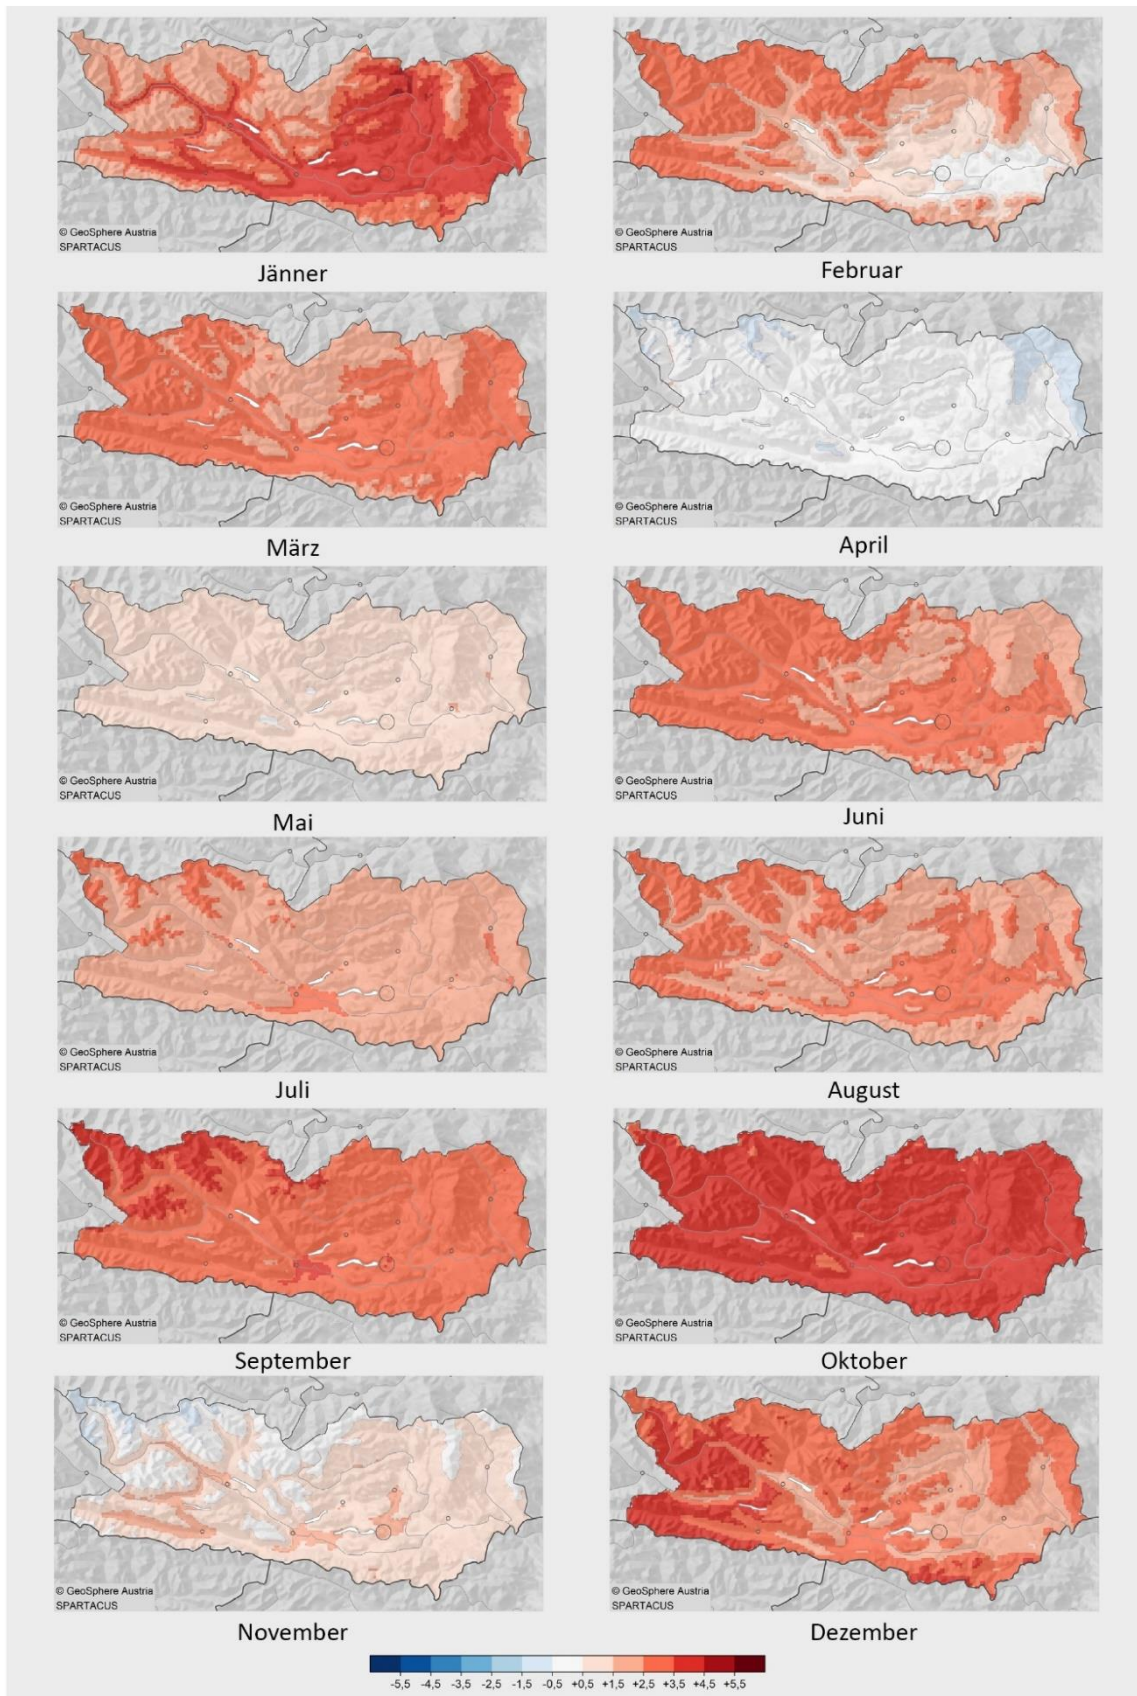 © GeoSphere Austria
SPARTACUS
© GeoSphere Austria
SPARTACUS
Jänner
Februar
© GeoSphere Austria
SPARTACUS
© GeoSphere Austria
SPARTACUS
März
April
© GeoSphere Austria
SPARTACUS
© GeoSphere Austria
SPARTACUS
Mai
Juni
© GeoSphere Austria
SPARTACUS
© GeoSphere Austria
SPARTACUS
Juli
August
© GeoSphere Austria
SPARTACUS
© GeoSphere Austria
SPARTACUS
September
Oktober
© GeoSphere Austria
SPARTACUS
© GeoSphere Austria
SPARTACUS
November
Dezember
-5,5 -4,5 -3,5 -2,5 -1,5 -0,5 +0,5 +1,5 +2,5 +3,5 +4,5 +5,5